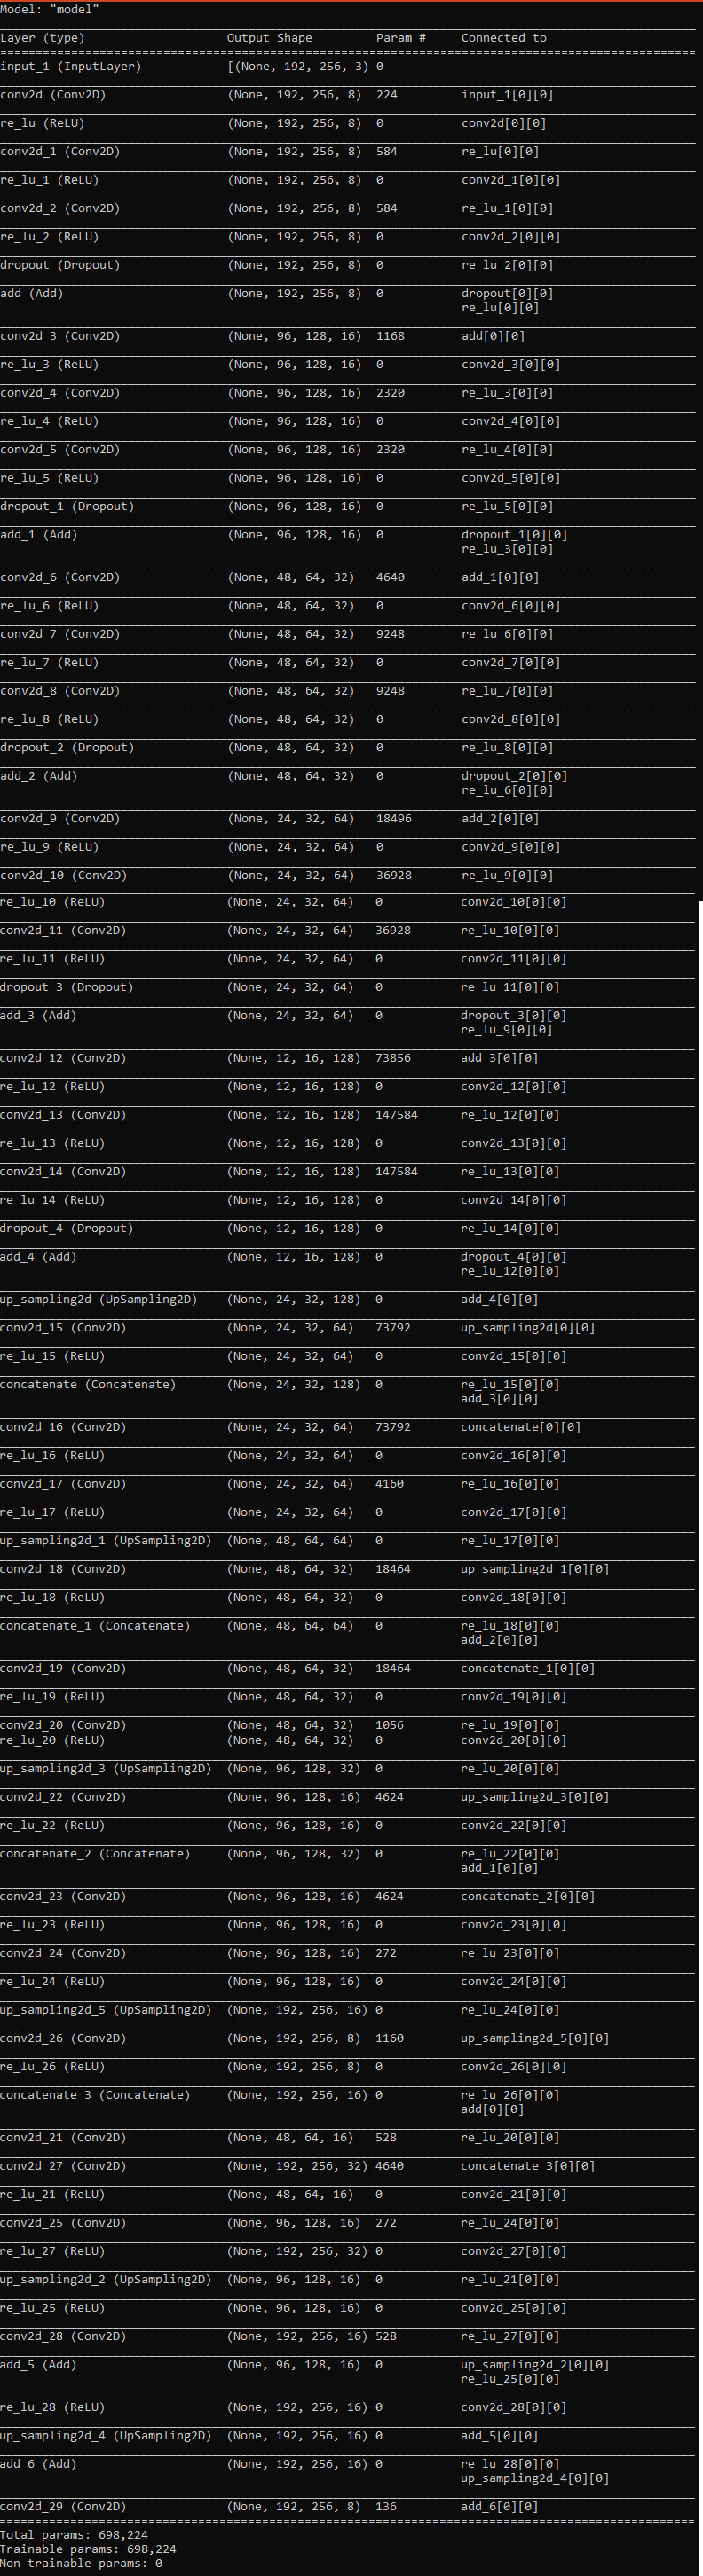 Model: "model"
Layer (type) Output Shape Param # Connected to
input_1 (InputLayer) [(None, 192, 256, 3) 0
conv2d (Conv2D) (None, 192, 256, 8) 224 input_1[0][0]
re_lu (ReLU) (None, 192, 256, 8) 0 conv2d[0][0]
conv2d_1 (Conv2D) (None, 192, 256, 8) 584 re_lu[0][0]
re_lu_1 (ReLU) (None, 192, 256, 8) 0 conv2d_1[0][0]
conv2d_2 (Conv2D) (None, 192, 256, 8) 584 re_lu_1[0][0]
re_lu_2 (ReLU) (None, 192, 256, 8) 0 conv2d_2[0][0]
dropout (Dropout) (None, 192, 256, 8) 0 re_lu_2[0][0]
add (Add) (None, 192, 256, 8) 0 dropout[0][0]
re_lu[0][0]
conv2d_3 (Conv2D) (None, 96, 128, 16) 1168 add[0][0]
re_lu_3 (ReLU) (None, 96, 128, 16) 0 conv2d_3[0][0]
conv2d_4 (Conv2D) (None, 96, 128, 16) 2320 re_lu_3[0][0]
re_lu_4 (ReLU) (None, 96, 128, 16) 0 conv2d_4[0][0]
conv2d_5 (Conv2D) (None, 96, 128, 16) 2320 re_lu_4[0][0]
re_lu_5 (ReLU) (None, 96, 128, 16) 0 conv2d_5[0][0]
dropout_1 (Dropout) (None, 96, 128, 16) 0 re_lu_5[0][0]
add_1 (Add) (None, 96, 128, 16) 0 dropout_1[0][0]
re_lu_3[0][0]
conv2d_6 (Conv2D) (None, 48, 64, 32) 4640 add_1[0][0]
re_lu_6 (ReLU) (None, 48, 64, 32) 0 conv2d_6[0][0]
conv2d_7 (Conv2D) (None, 48, 64, 32) 9248 re_lu_6[0][0]
re_lu_7 (ReLU) (None, 48, 64, 32) 0 conv2d_7[0][0]
conv2d_8 (Conv2D) (None, 48, 64, 32) 9248 re_lu_7[0][0]
re_lu_8 (ReLU) (None, 48, 64, 32) 0 conv2d_8[0][0]
dropout_2 (Dropout) (None, 48, 64, 32) 0 re_lu_8[0][0]
add_2 (Add) (None, 48, 64, 32) 0 dropout_2[0][0]
re_lu_6[0][0]
conv2d_9 (Conv2D) (None, 24, 32, 64) 18496 add_2[0][0]
re_lu_9 (ReLU) (None, 24, 32, 64) 0 conv2d_9[0][0]
conv2d_10 (Conv2D) (None, 24, 32, 64) 36928 re_lu_9[0][0]
re_lu_10 (ReLU) (None, 24, 32, 64) 0 conv2d_10[0][0]
conv2d_11 (Conv2D) (None, 24, 32, 64) 36928 re_lu_10[0][0]
re_lu_11 (ReLU) (None, 24, 32, 64) 0 conv2d_11[0][0]
dropout_3 (Dropout) (None, 24, 32, 64) 0 re_lu_11[0][0]
add_3 (Add) (None, 24, 32, 64) 0 dropout_3[0][0]
re_lu_9[0][0]
conv2d_12 (Conv2D) (None, 12, 16, 128) 73856 add_3[0][0]
re_lu_12 (ReLU) (None, 12, 16, 128) 0 conv2d_12[0][0]
conv2d_13 (Conv2D) (None, 12, 16, 128) 147584 re_lu_12[0][0]
re_lu_13 (ReLU) (None, 12, 16, 128) 0 conv2d_13[0][0]
conv2d_14 (Conv2D) (None, 12, 16, 128) 147584 re_lu_13[0][0]
re_lu_14 (ReLU) (None, 12, 16, 128) 0 conv2d_14[0][0]
dropout_4 (Dropout) (None, 12, 16, 128) 0 re_lu_14[0][0]
add_4 (Add) (None, 12, 16, 128) 0 dropout_4[0][0]
re_lu_12[0][0]
up_sampling2d (UpSampling2D) (None, 24, 32, 128) 0 add_4[0][0]
conv2d_15 (Conv2D) (None, 24, 32, 64) 73792 up_sampling2d[0][0]
re_lu_15 (ReLU) (None, 24, 32, 64) 0 conv2d_15[0][0]
concatenate (Concatenate) (None, 24, 32, 128) 0 re_lu_15[0][0]
add_3[0][0]
conv2d_16 (Conv2D) (None, 24, 32, 64) 73792 concatenate[0][0]
re_lu_16 (ReLU) (None, 24, 32, 64) 0 conv2d_16[0][0]
conv2d_17 (Conv2D) (None, 24, 32, 64) 4160 re_lu_16[0][0]
re_lu_17 (ReLU) (None, 24, 32, 64) 0 conv2d_17[0][0]
up_sampling2d_1 (UpSampling2D) (None, 48, 64, 64) 0 re_lu_17[0][0]
conv2d_18 (Conv2D) (None, 48, 64, 32) 18464 up_sampling2d_1[0][0]
re_lu_18 (ReLU) (None, 48, 64, 32) 0 conv2d_18[0][0]
concatenate_1 (Concatenate) (None, 48, 64, 64) 0 re_lu_18[0][0]
add_2[0][0]
conv2d_19 (Conv2D) (None, 48, 64, 32) 18464 concatenate_1[0][0]
re_lu_19 (ReLU) (None, 48, 64, 32) 0 conv2d_19[0][0]
conv2d_20 (Conv2D) (None, 48, 64, 32) 1056 re_lu_19[0][0]
re_lu_20 (ReLU) (None, 48, 64, 32) 0 conv2d_20[0][0]
up_sampling2d_3 (UpSampling2D) (None, 96, 128, 32) 0 re_lu_20[0][0]
conv2d_22 (Conv2D) (None, 96, 128, 16) 4624 up_sampling2d_3[0][0]
re_lu_22 (ReLU) (None, 96, 128, 16) 0 conv2d_22[0][0]
concatenate_2 (Concatenate) (None, 96, 128, 32) 0 re_lu_22[0][0]
add_1[0][0]
conv2d_23 (Conv2D) (None, 96, 128, 16) 4624 concatenate_2[0][0]
re_lu_23 (ReLU) (None, 96, 128, 16) 0 conv2d_23[0][0]
conv2d_24 (Conv2D) (None, 96, 128, 16) 272 re_lu_23[0][0]
re_lu_24 (ReLU) (None, 96, 128, 16) 0 conv2d_24[0][0]
up_sampling2d_5 (UpSampling2D) (None, 192, 256, 16) 0 re_lu_24[0][0]
conv2d_26 (Conv2D) (None, 192, 256, 8) 1160 up_sampling2d_5[0][0]
re_lu_26 (ReLU) (None, 192, 256, 8) 0 conv2d_26[0][0]
concatenate_3 (Concatenate) (None, 192, 256, 16) 0 re_lu_26[0][0]
add[0][0]
conv2d_21 (Conv2D) (None, 48, 64, 16) 528 re_lu_20[0][0]
conv2d_27 (Conv2D) (None, 192, 256, 32) 4640 concatenate_3[0][0]
re_lu_21 (ReLU) (None, 48, 64, 16) 0 conv2d_21[0][0]
conv2d_25 (Conv2D) (None, 96, 128, 16) 272 re_lu_24[0][0]
re_lu_27 (ReLU) (None, 192, 256, 32) 0 conv2d_27[0][0]
up_sampling2d_2 (UpSampling2D) (None, 96, 128, 16) 0 re_lu_21[0][0]
re_lu_25 (ReLU) (None, 96, 128, 16) 0 conv2d_25[0][0]
conv2d_28 (Conv2D) (None, 192, 256, 16) 528 re_lu_27[0][0]
add_5 (Add) (None, 96, 128, 16) 0 up_sampling2d_2[0][0]
re_lu_25[0][0]
re_lu_28 (ReLU) (None, 192, 256, 16) 0 conv2d_28[0][0]
up_sampling2d_4 (UpSampling2D) (None, 192, 256, 16) 0 add_5[0][0]
add_6 (Add) (None, 192, 256, 16) 0 re_lu_28[0][0]
up_sampling2d_4[0][0]
conv2d_29 (Conv2D) (None, 192, 256, 8) 136 add_6[0][0]
Total params: 698,224
Trainable params: 698,224
Non-trainable params: 0